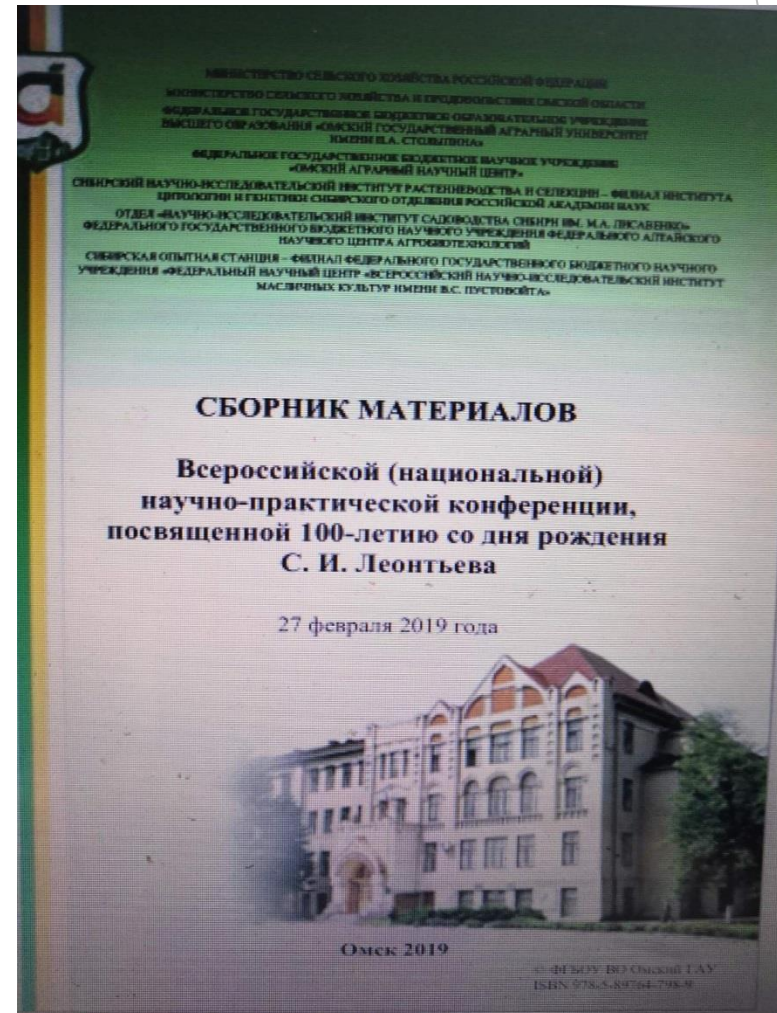 МИНИСТЕРСТВО СЕЛЬСКОГО ХОЗЯЙСТВА РОССИЙСКОЙ ФЕДЕРАЦИИ
МИНИСТЕРСТВО СЕЛЬСКОГО ХОЗЯЙСТВА И ПРОДОВОЛЬСТВИЯ ОМСКОЙ ОБЛАСТИ
ФЕДЕРАЛЬНОЕ ГОСУДАРСТВЕННОЕ БЮДЖЕТНОЕ ОБРАЗОВАТЕЛЬНОЕ УЧРЕЖДЕНИЕ
ВЫСШЕГО ОБРАЗОВАНИЯ «ОМСКИЙ ГОСУДАРСТВЕННЫЙ АГРАРНЫЙ УНИВЕРСИТЕТ
ИМЕНИ П.А. СТОЛЫПИНА»
ФЕДЕРАЛЬНОЕ ГОСУДАРСТВЕННОЕ БЮДЖЕТНОЕ НАУЧНОЕ УЧРЕЖДЕНИЕ
«ОМСКИЙ АГРАРНЫЙ НАУЧНЫЙ ЦЕНТР»
СИБИРСКИЙ НАУЧНО-ИССЛЕДОВАТЕЛЬСКИЙ ИНСТИТУТ РАСТЕНИЕВОДСТВА И СЕЛЕКЦИИ – ФИЛИАЛ ИНСТИТУТА
ЦИТОЛОГИИ И ГЕНЕТИКИ СИБИРСКОГО ОТДЕЛЕНИЯ РОССИЙСКОЙ АКАДЕМИИ НАУК
ОТДЕЛ «НАУЧНО-ИССЛЕДОВАТЕЛЬСКИЙ ИНСТИТУТ САДОВОДСТВА СИБИРИ ИМ. М.А. ЛИСАВЕНКО»
ФЕДЕРАЛЬНОГО ГОСУДАРСТВЕННОГО БЮДЖЕТНОГО НАУЧНОГО УЧРЕЖДЕНИЯ ФЕДЕРАЛЬНОГО АЛТАЙСКОГО
НАУЧНОГО ЦЕНТРА АГРОБИОТЕХНОЛОГИЙ
СИБИРСКАЯ ОПЫТНАЯ СТАНЦИЯ – ФИЛИАЛ ФЕДЕРАЛЬНОГО ГОСУДАРСТВЕННОГО БЮДЖЕТНОГО НАУЧНОГО
УЧРЕЖДЕНИЯ «ФЕДЕРАЛЬНЫЙ НАУЧНЫЙ ЦЕНТР «ВСЕРОССИЙСКИЙ НАУЧНО-ИССЛЕДОВАТЕЛЬСКИЙ ИНСТИТУТ
МАСЛИЧНЫХ КУЛЬТУР ИМЕНИ В.С. ПУСТОВОЙТА»
СБОРНИК МАТЕРИАЛОВ
Всероссийской (национальной)
научно-практической конференции,
посвященной 100-летию со дня рождения
С. И. Леонтьева
27 февраля 2019 года
Омск 2019
© ФГБОУ ВО Омский ГАУ
ISBN 978-5-89764-798-9